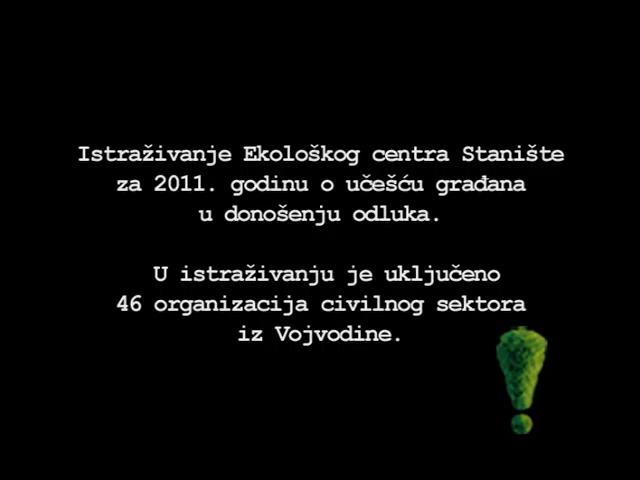 Istraživanje Ekološkog centra Stanište
za 2011. godinu o učešću građana
u donošenju odluka.
U istraživanju je uključeno
46 organizacija civilnog sektora
iz Vojvodine.